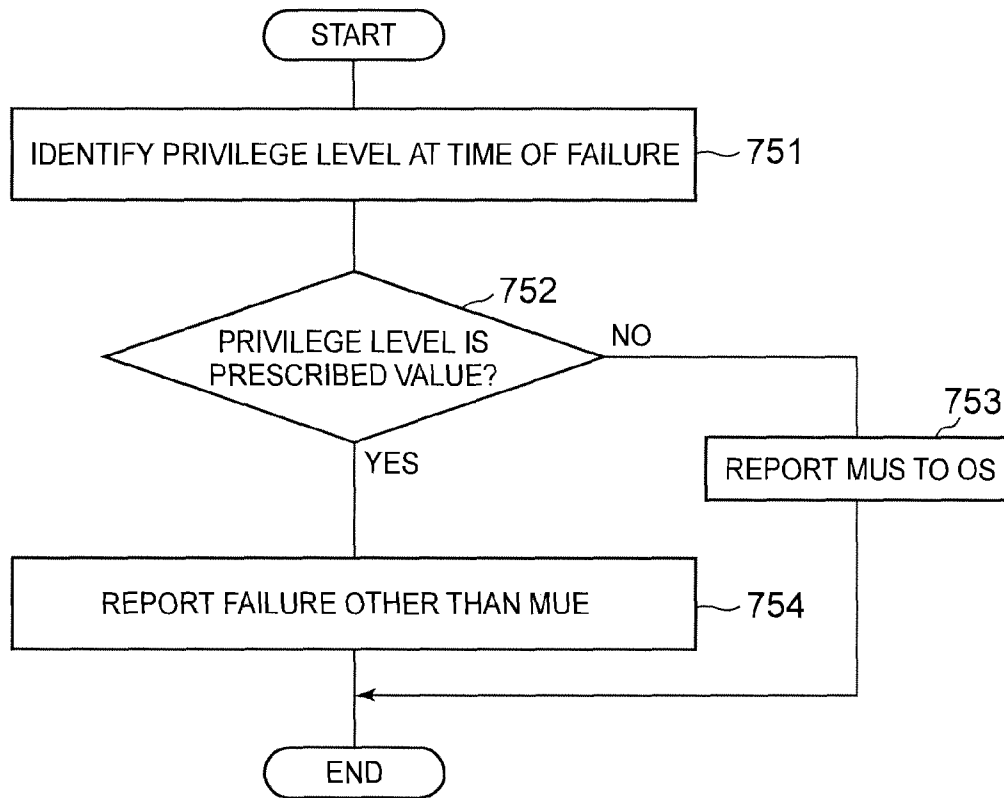 START
IDENTIFY PRIVILEGE LEVEL AT TIME OF FAILURE
751
752
PRIVILEGE LEVEL IS
PRESCRIBED VALUE?
NO
753
YES
REPORT MUS TO OS
REPORT FAILURE OTHER THAN MUE
754
END